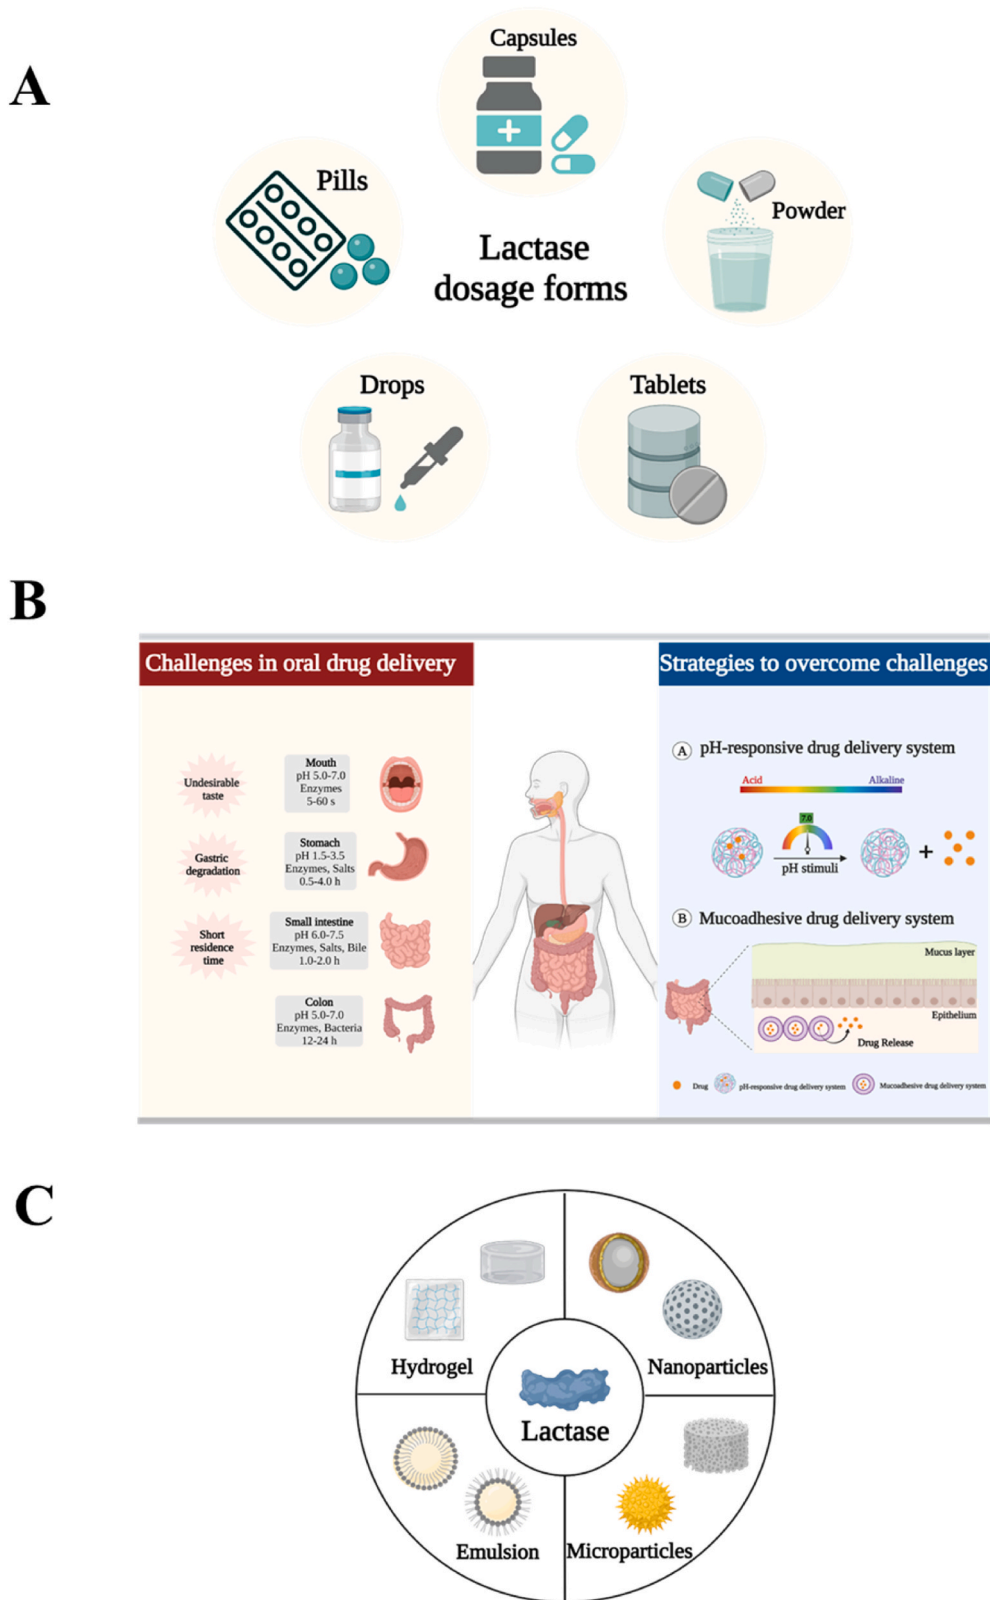 A
Capsules
Pills
Powder
Lactase
dosage forms
Drops
Tablets
B
Challenges in oral drug delivery
Undesirable
taste
Mouth
pH 5.0-7.0
Enzymes
5-60 s
Gastric
degradation
Stomach
pH 1.5-3.5
Enzymes, Salts
0.5-4.0 h
Short
residence
time
Small intestine
pH 6.0-7.5
Enzymes, Salts, Bile
1.0-2.0 h
Colon
pH 5.0-7.0
Enzymes, Bacteria
12-24 h
Strategies to overcome challenges
A pH-responsive drug delivery system
Acid
Alkaline
7.0
pH stimuli
+
B Mucoadhesive drug delivery system
Mucus layer
Epithelium
Drug Release
Drug
pH-responsive drug delivery system
Mucoadhesive drug delivery system
C
Hydrogel
Nanoparticles
Lactase
Emulsion
Microparticles